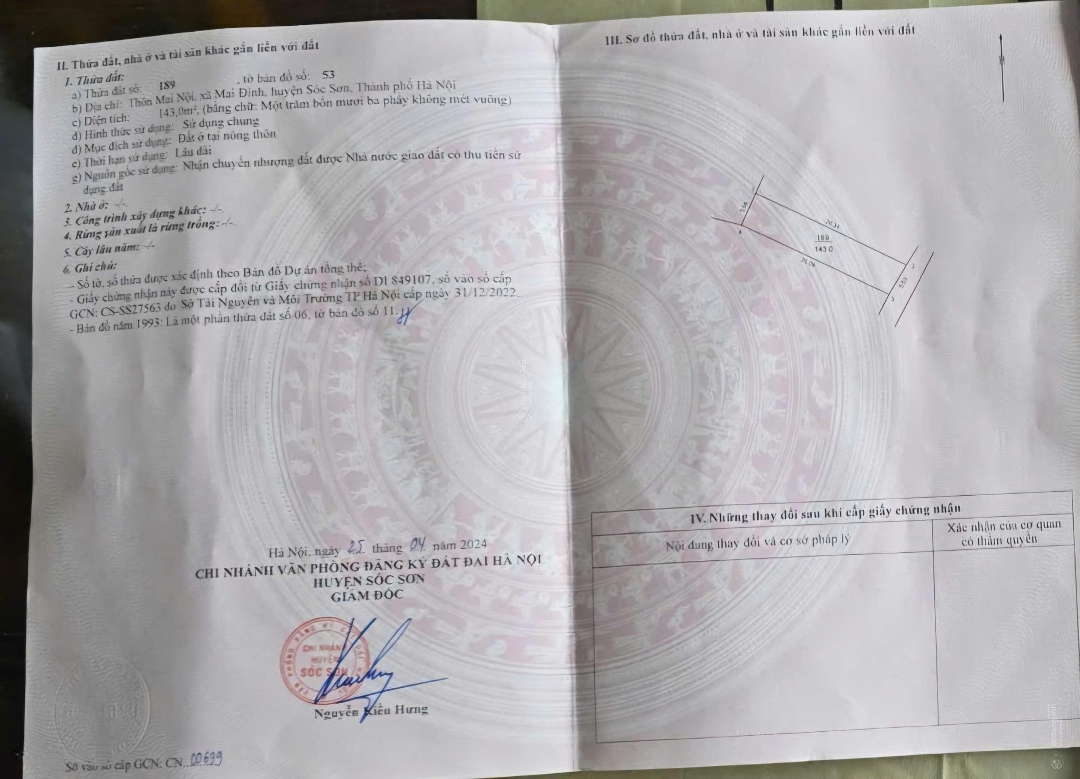 II. Thửa đất, nhà ở và tài sản khác gắn liền với đất
1. Thửa đất:
a) Thửa đất số: 189 , tờ bản đồ số: 53
b) Địa chỉ: Thôn Mai Nội, xã Mai Đình, huyện Sóc Sơn, Thành phố Hà Nội
c) Diện tích: 143,0m², (bằng chữ: Một trăm bốn mươi ba phẩy không mét vuông)
d) Hình thức sử dụng: Sử dụng chung
đ) Mục đích sử dụng: Đất ở tại nông thôn
e) Thời hạn sử dụng: Lâu dài
g) Nguồn gốc sử dụng: Nhận chuyển nhượng đất được Nhà nước giao đất có thu tiền sử
dụng đất
2. Nhà ở: -/-
3. Công trình xây dựng khác: -/-
4. Rừng sản xuất là rừng trồng: -/-
5. Cây lâu năm: -/-
6. Ghi chú:
- Số tờ, số thửa được xác định theo Bản đồ Dự án tổng thể;
- Giấy chứng nhận này được cấp đổi từ Giấy chứng nhận số DI 849107, số vào sổ cấp
GCN: CS-SS27563 do Sở Tài Nguyên và Môi Trường TP Hà Nội cấp ngày 31/12/2022.
- Bản đồ năm 1993: Là một phần thửa đất số 06, tờ bản đồ số 11.
Hà Nội, ngày 25 tháng 04 năm 2024
CHI NHÁNH VĂN PHÒNG ĐĂNG KÝ ĐẤT ĐAI HÀ NỘI
HUYỆN SÓC SƠN
GIÁM ĐỐC
CHI NHÁNH
HUYỆN
SÓC SƠN
Nguyễn Kiên Hưng
Số vào sổ cấp GCN: CN..00699
III. Sơ đồ thửa đất, nhà ở và tài sản khác gắn liền với đất
189
143.0
IV. Những thay đổi sau khi cấp giấy chứng nhận
Nội dung thay đổi và cơ sở pháp lý
Xác nhận của cơ quan
có thẩm quyền